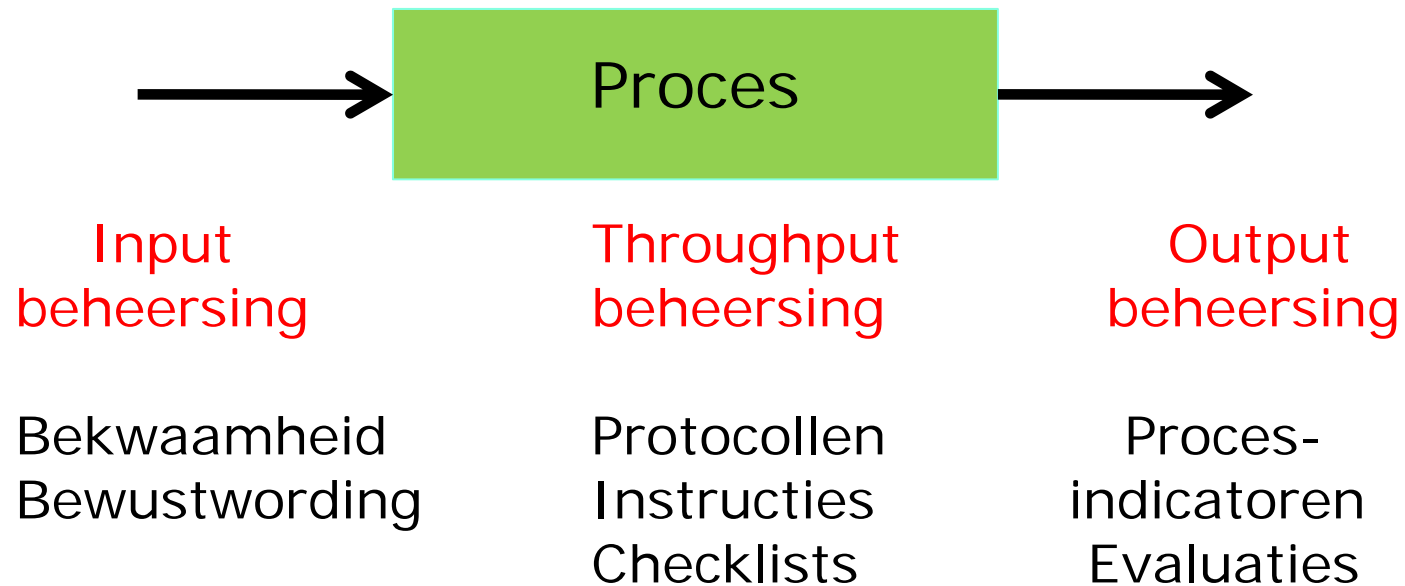 Proces
Input
beheersing
Throughput
beheersing
Output
beheersing
Bekwaamheid
Bewustwording
Protocollen
Instructies
Checklists
Proces-
indicatoren
Evaluaties